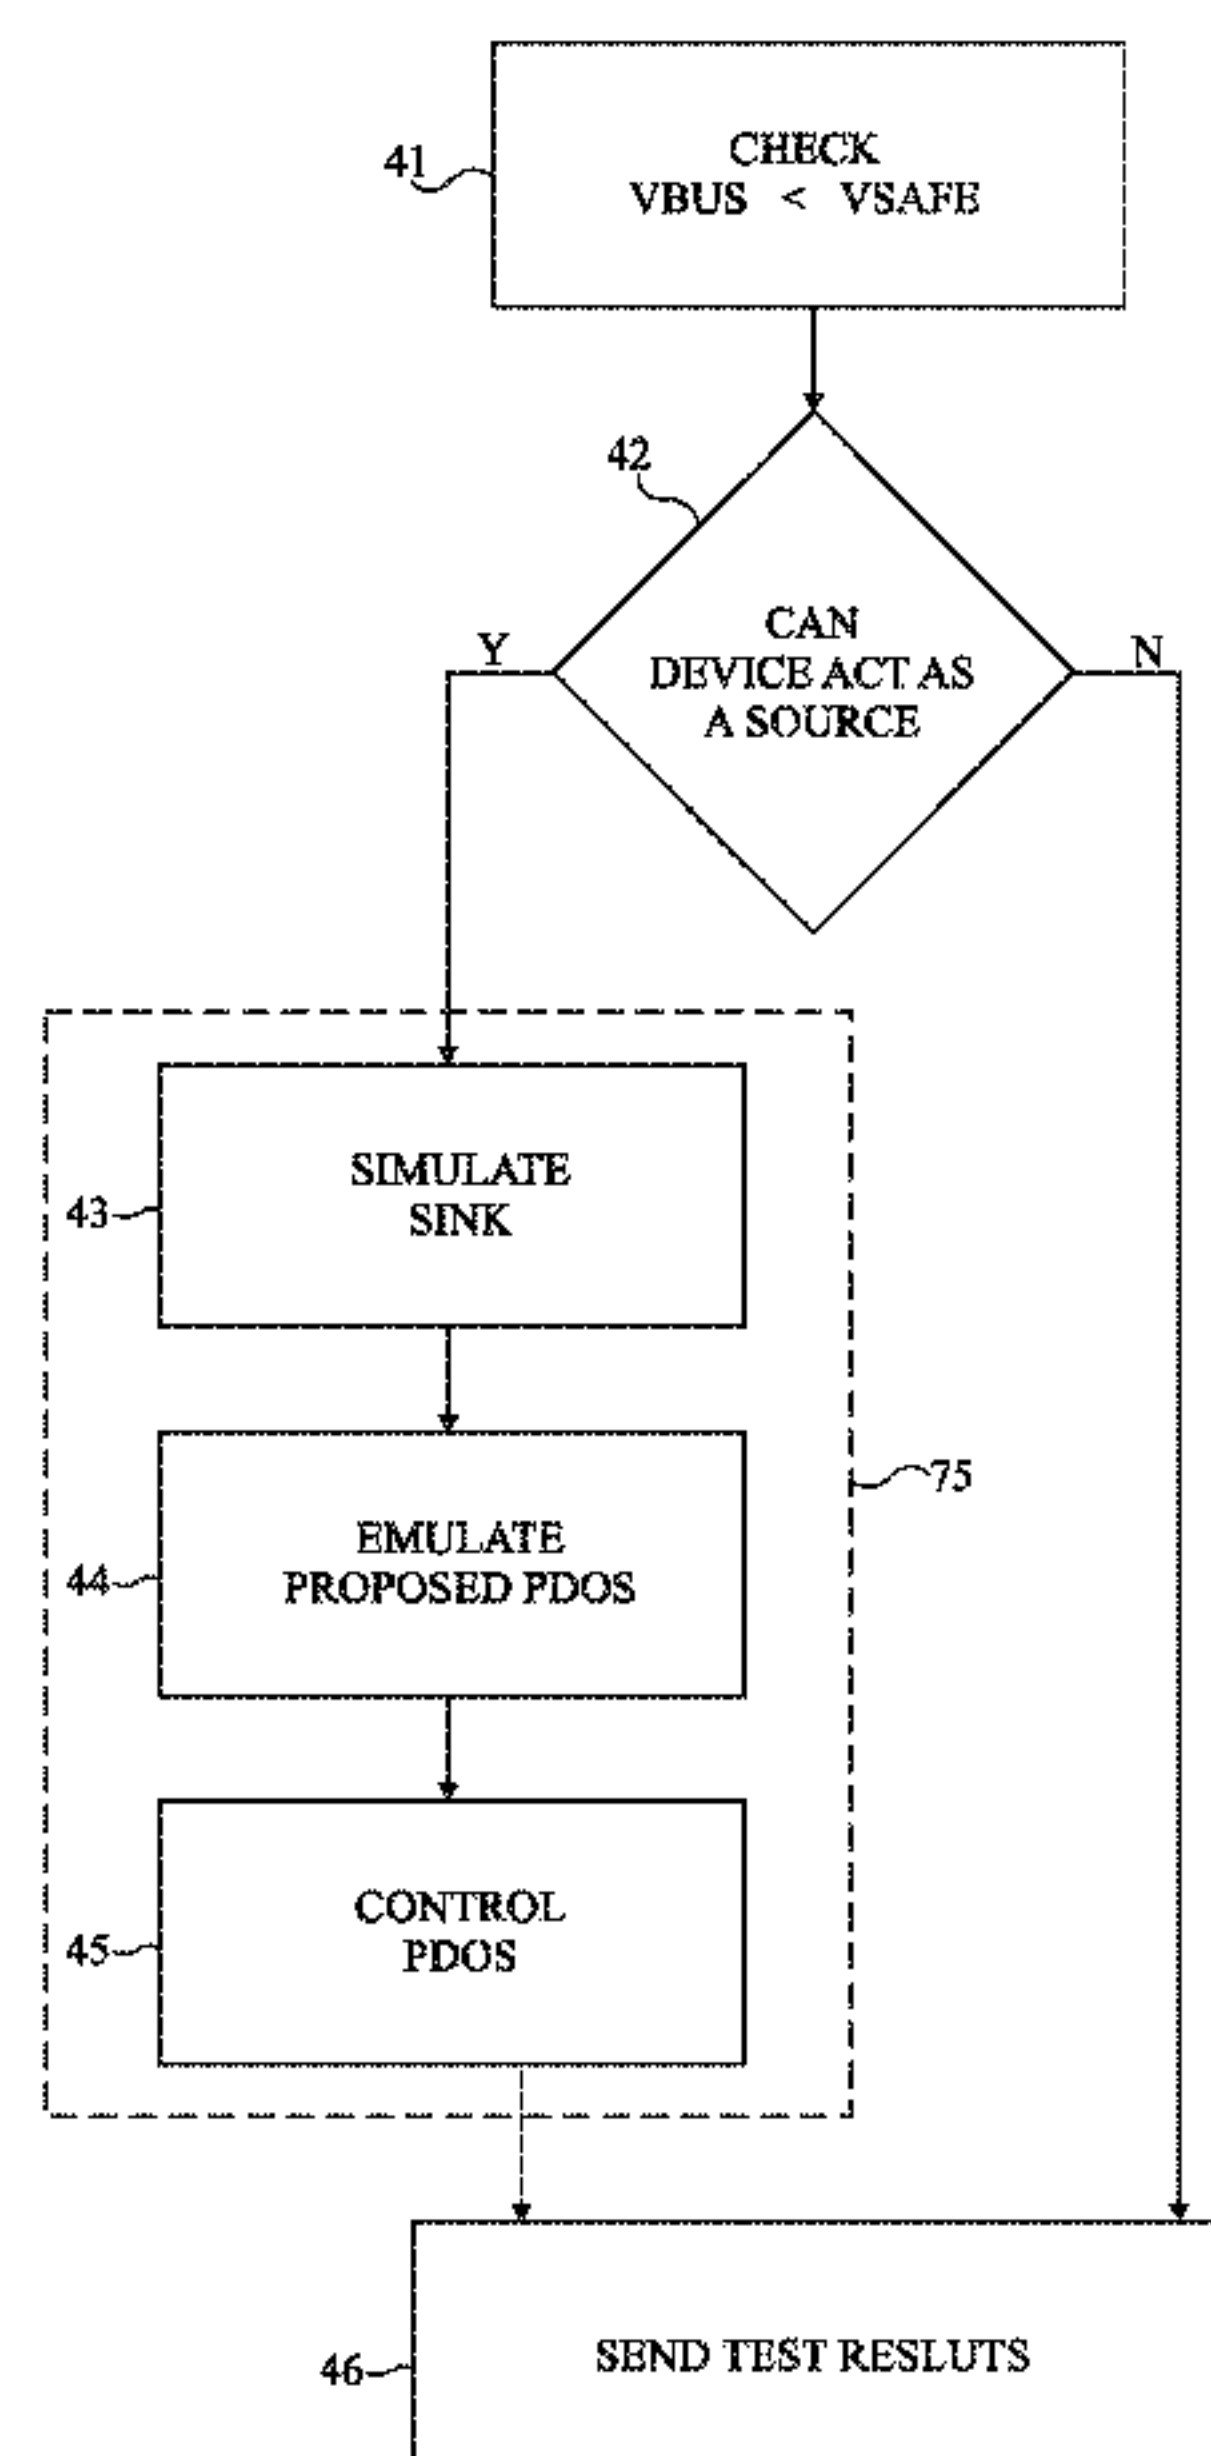 CHECK
VBUS < VSAFE
41
42
CAN
DEVICE ACT AS
A SOURCE
Y
N
SIMULATE
SINK
43
EMULATE
PROPOSED PDOS
44
75
CONTROL
PDOS
45
SEND TEST RESLUTS
46